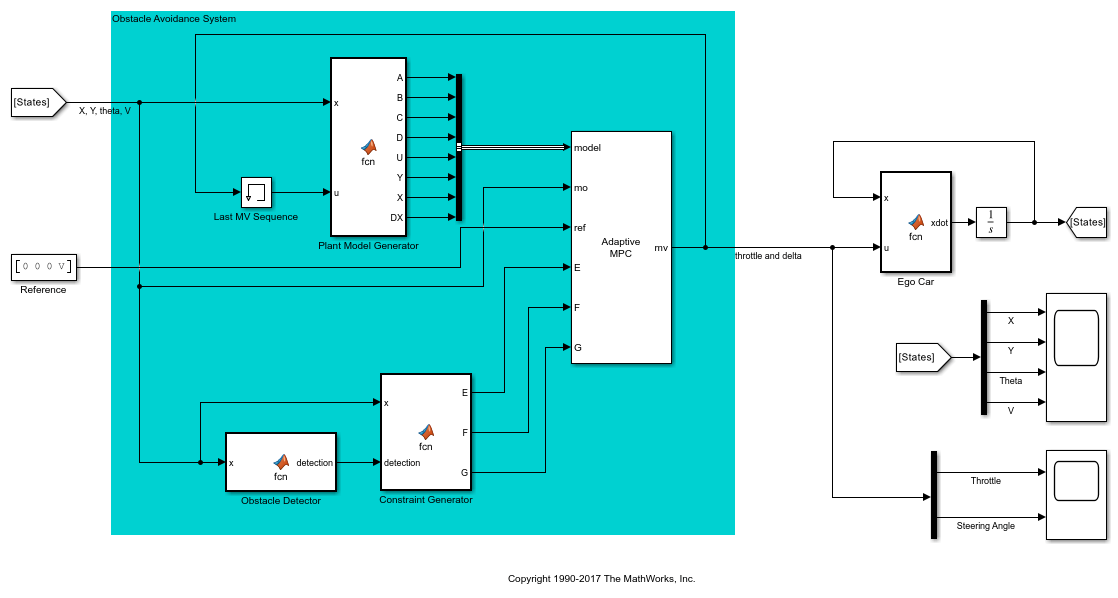 Obstacle Avoidance System
[States]
X, Y, theta, V
x
u
fcn
A
B
C
D
U
Y
X
DX
Plant Model Generator
Last MV Sequence
[ 0 0 0 V ]
Reference
model
mo
ref
E
F
G
Adaptive
MPC
mv
throttle and delta
x
u
fcn
xdot
Ego Car
1
s
[States]
[States]
X
Y
Theta
V
x
fcn
detection
Obstacle Detector
x
detection
fcn
E
F
G
Constraint Generator
Throttle
Steering Angle
Copyright 1990-2017 The MathWorks, Inc.